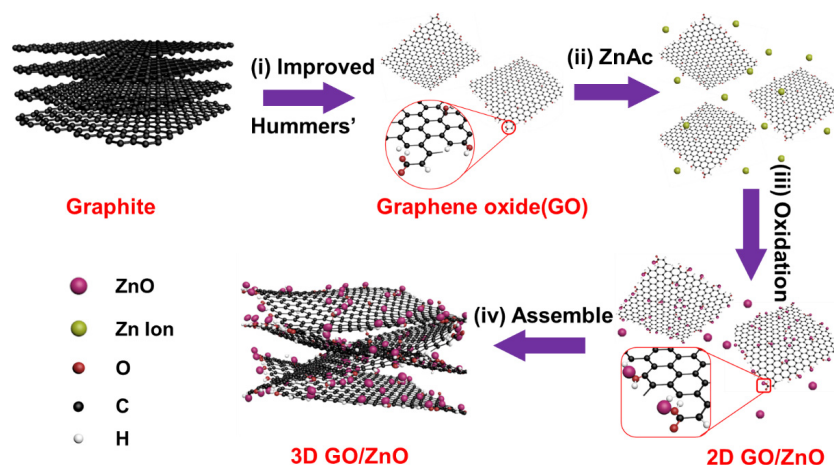 (i) Improved
Hummers’
(ii) ZnAc
Graphite
Graphene oxide(GO)
(iii) Oxidation
ZnO
Zn Ion
O
C
H
(iv) Assemble
3D GO/ZnO
2D GO/ZnO